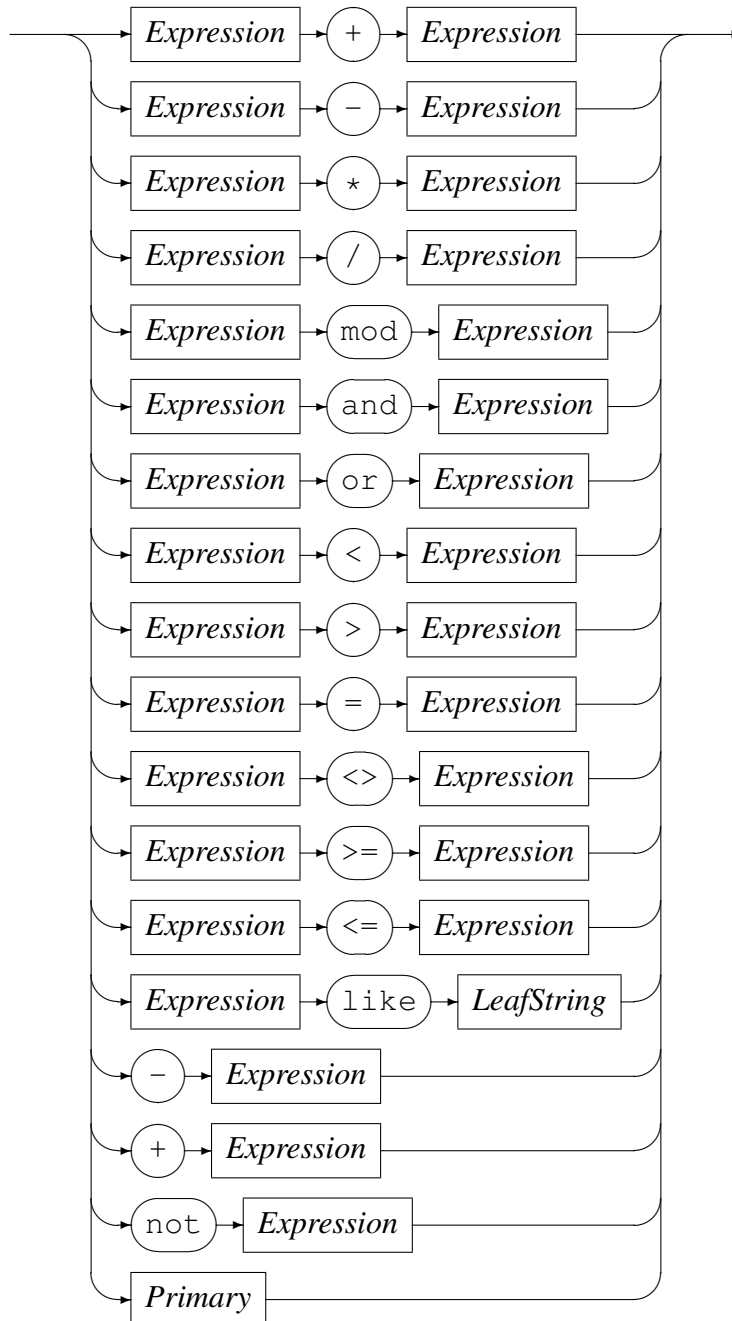 Expression + Expression
Expression - Expression
Expression * Expression
Expression / Expression
Expression mod Expression
Expression and Expression
Expression or Expression
Expression < Expression
Expression > Expression
Expression = Expression
Expression <> Expression
Expression >= Expression
Expression <= Expression
Expression like LeafString
- Expression
+ Expression
not Expression
Primary